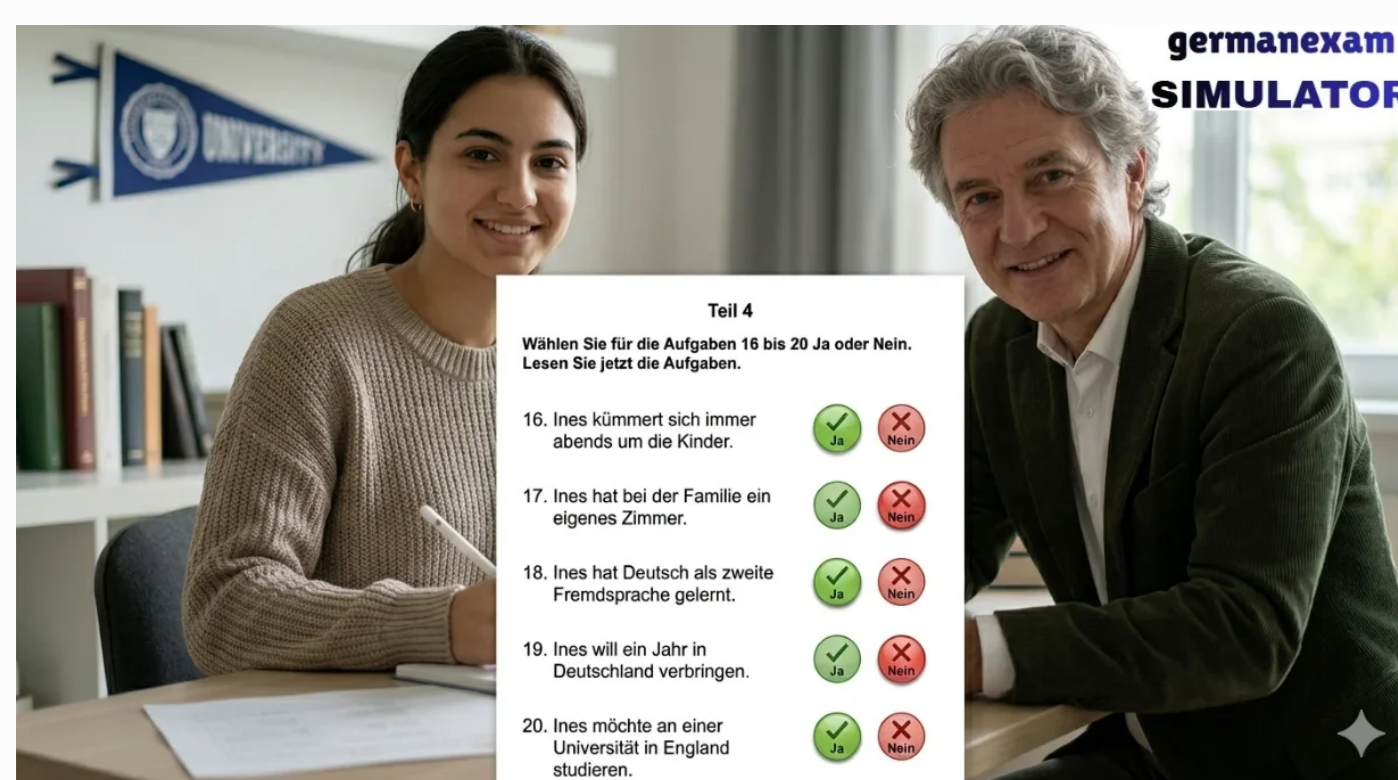 germanexam
SIMULATOR
UNIVERSITY
Teil 4
Wählen Sie für die Aufgaben 16 bis 20 Ja oder Nein.
Lesen Sie jetzt die Aufgaben.
16. Ines kümmert sich immer
abends um die Kinder.
Ja Nein
17. Ines hat bei der Familie ein
eigenes Zimmer.
Ja Nein
18. Ines hat Deutsch als zweite
Fremdsprache gelernt.
Ja Nein
19. Ines will ein Jahr in
Deutschland verbringen.
Ja Nein
20. Ines möchte an einer
Universität in England
studieren.
Ja Nein